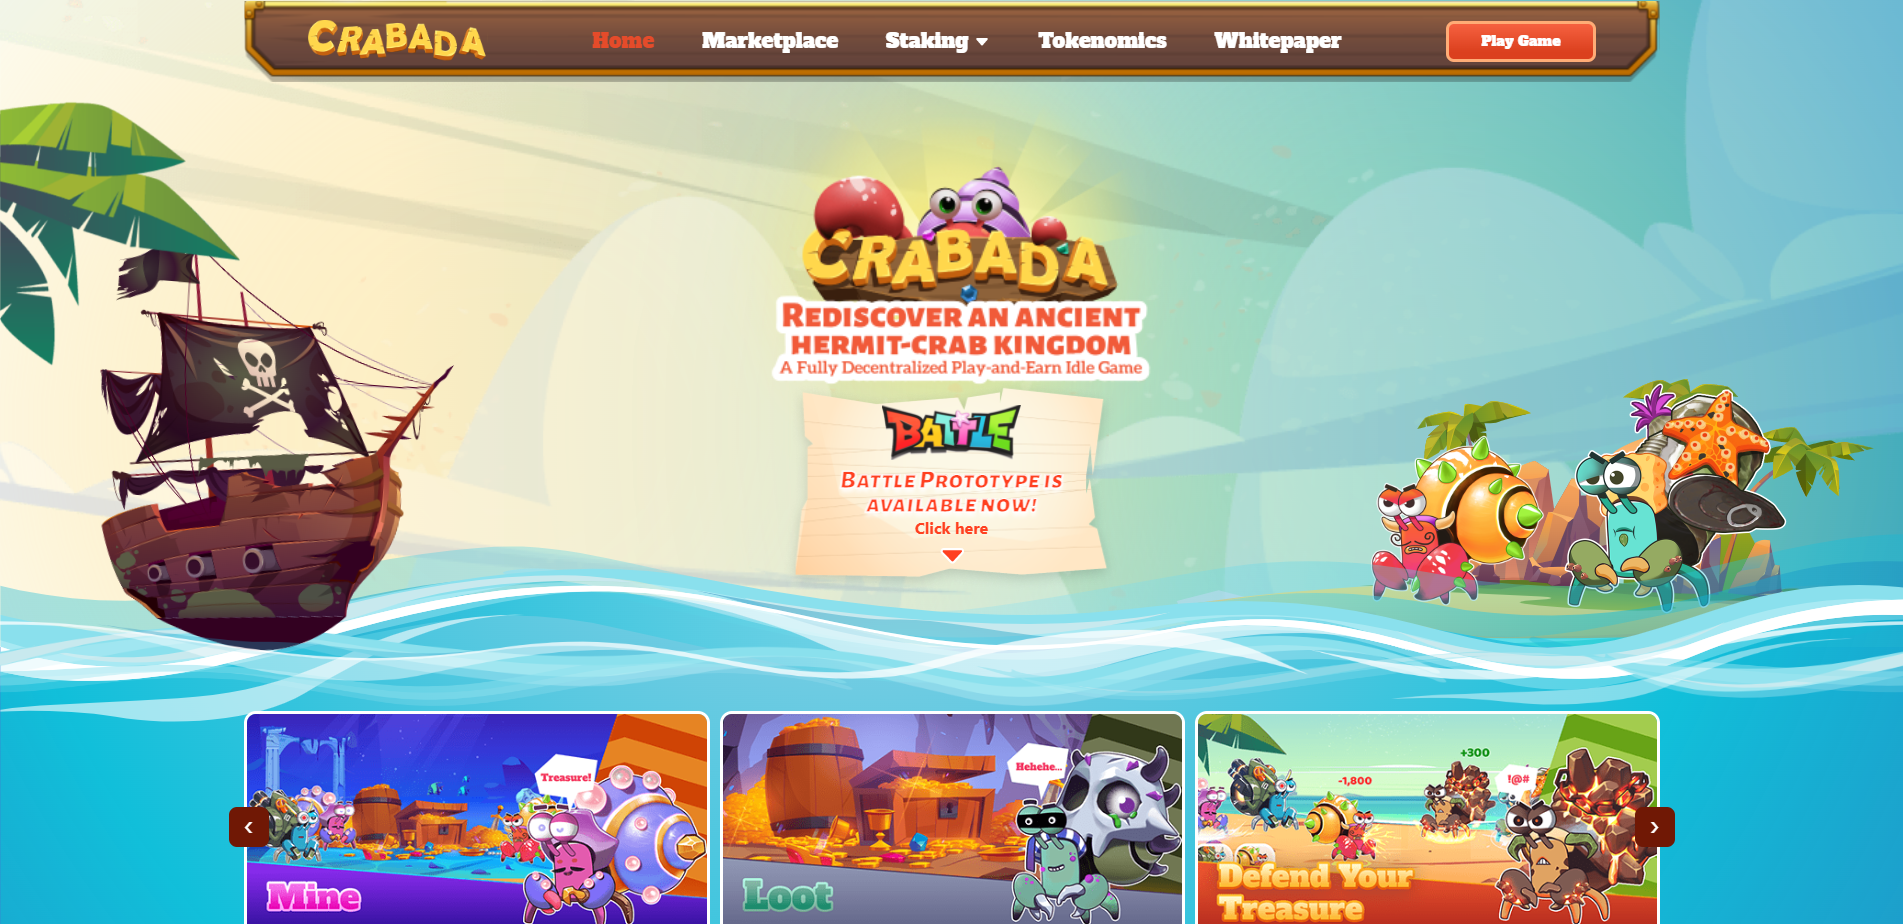 CRABADA
Home
Marketplace
Staking
Tokenomics
Whitepaper
Play Game
CRABADA
REDISCOVER AN ANCIENT
HERMIT-CRAB KINGDOM
A Fully Decentralized Play-and-Earn Idle Game
BATTLE
BATTLE PROTOTYPE IS
AVAILABLE NOW!
Click here
Treasure!
Mine
Hehehe...
Loot
+300
-1,800
!@#
Defend Your
Treasure